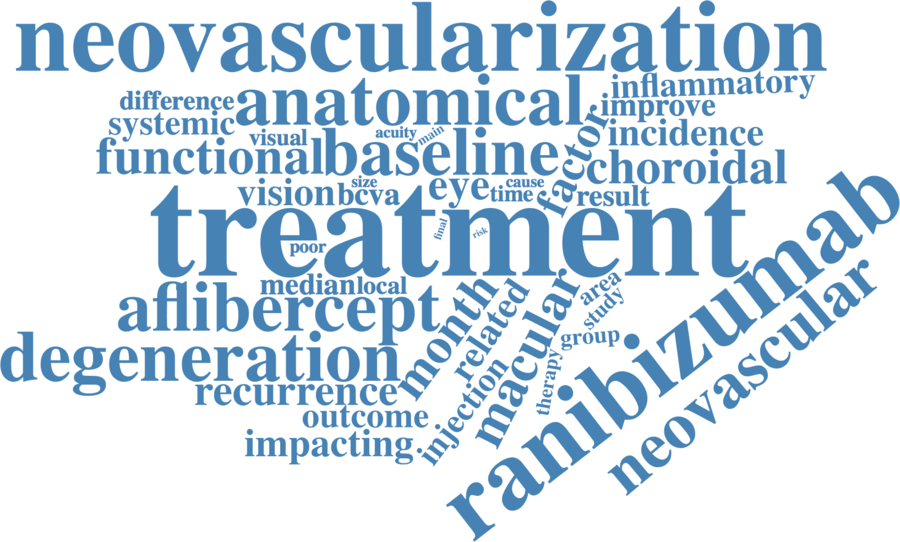 neovascularization
inflammatory
difference
anatomical
improve
systemic
visual
acuity
main
factor
incidence
functional
baseline
choroidal
vision
bcva
size
eye
cause
time
result
treatment
poor
final
risk
ranibizumab
median
local
aflibercept
month
related
macular
area
study
neovascular
degeneration
group
recurrence
injection
therapy
outcome
impacting